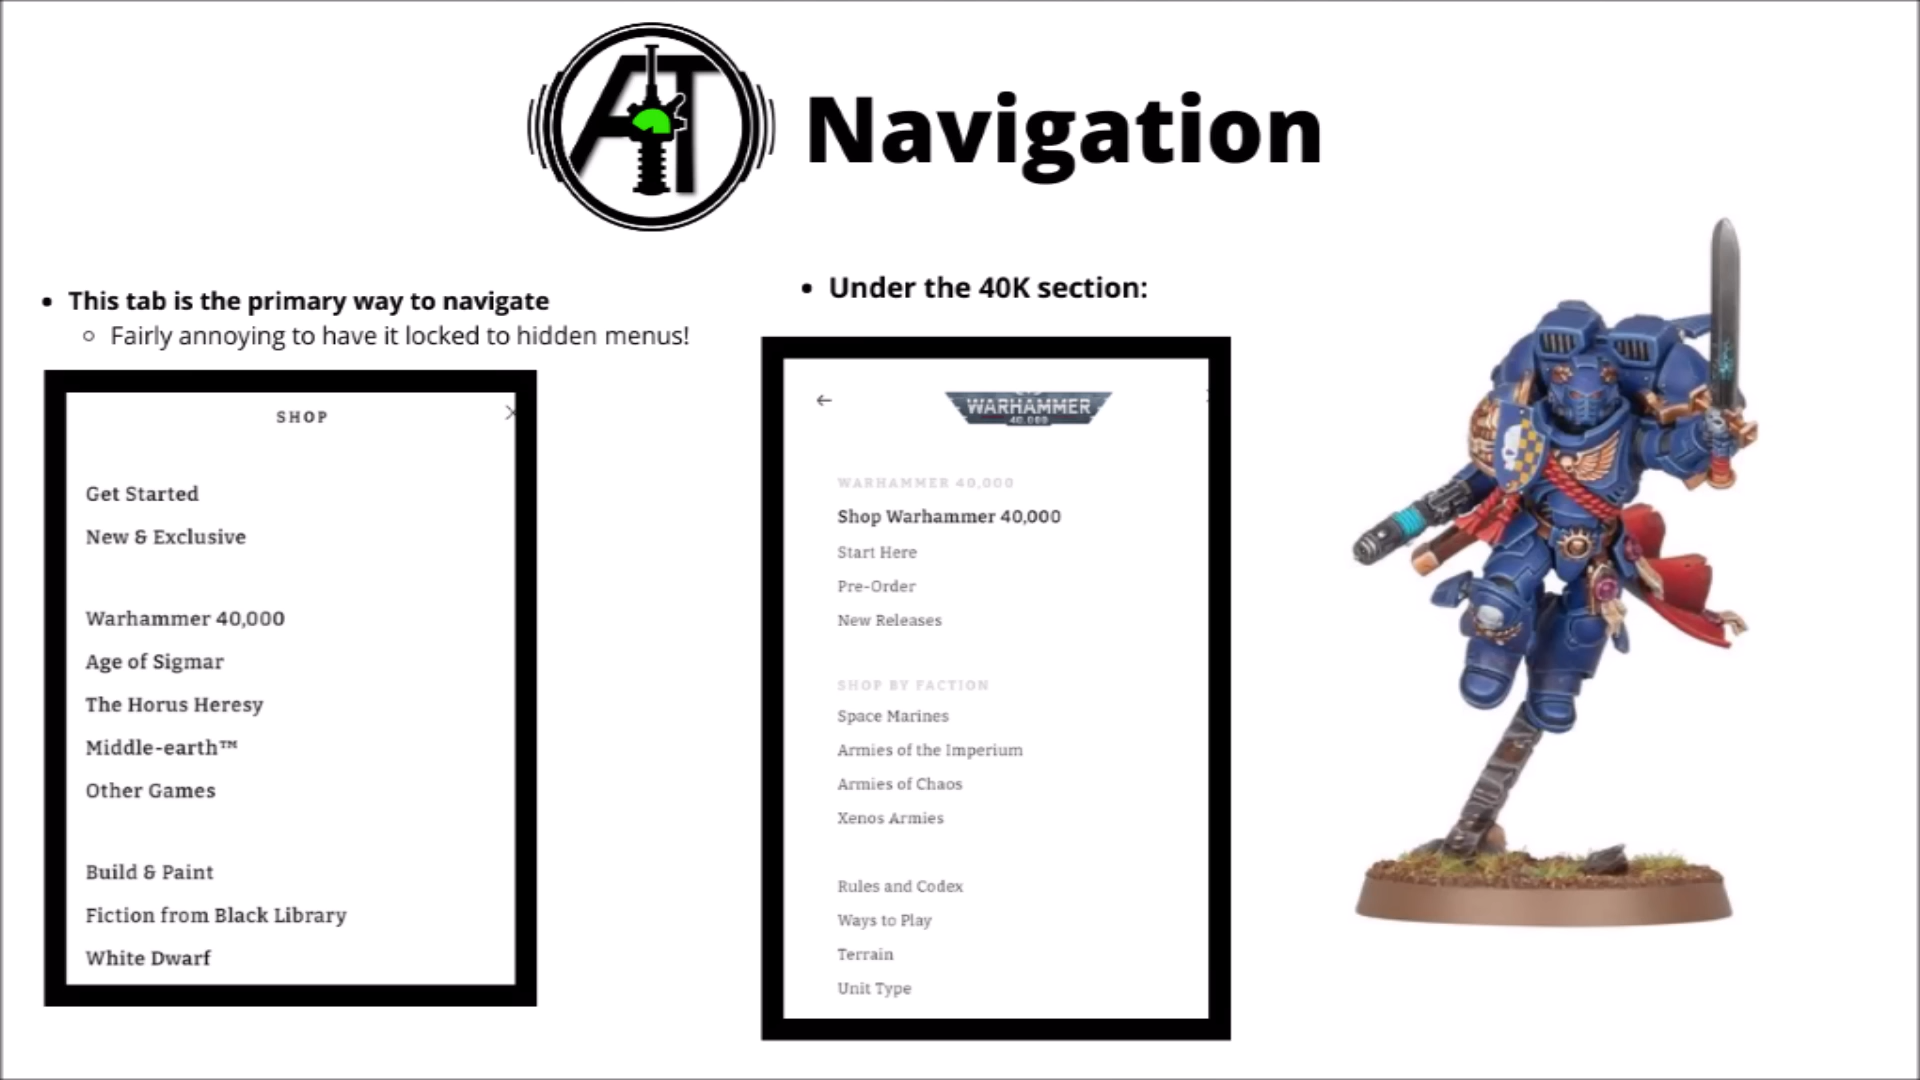 AT
Navigation
This tab is the primary way to navigate
Fairly annoying to have it locked to hidden menus!
SHOP
Get Started
New & Exclusive
Warhammer 40,000
Age of Sigmar
The Horus Heresy
Middle-earth™
Other Games
Build & Paint
Fiction from Black Library
White Dwarf
Under the 40K section:
WARHAMMER
40,000
WARHAMMER 40,000
Shop Warhammer 40,000
Start Here
Pre-Order
New Releases
SHOP BY FACTION
Space Marines
Armies of the Imperium
Armies of Chaos
Xenos Armies
Rules and Codex
Ways to Play
Terrain
Unit Type